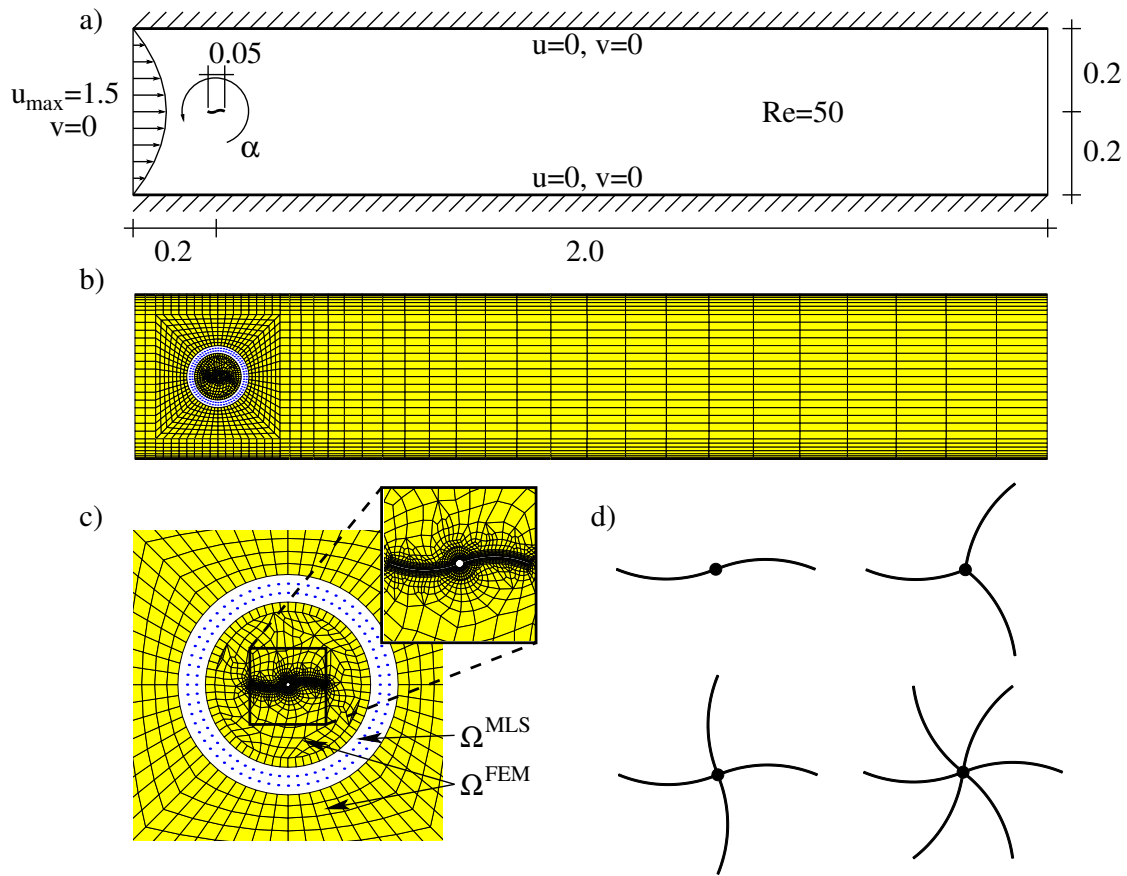 a)
u=0, v=0
0.05
0.2
u_max=1.5
v=0
Re=50
α
0.2
u=0, v=0
0.2
2.0
b)
c)
d)
Ω^MLS
Ω^FEM